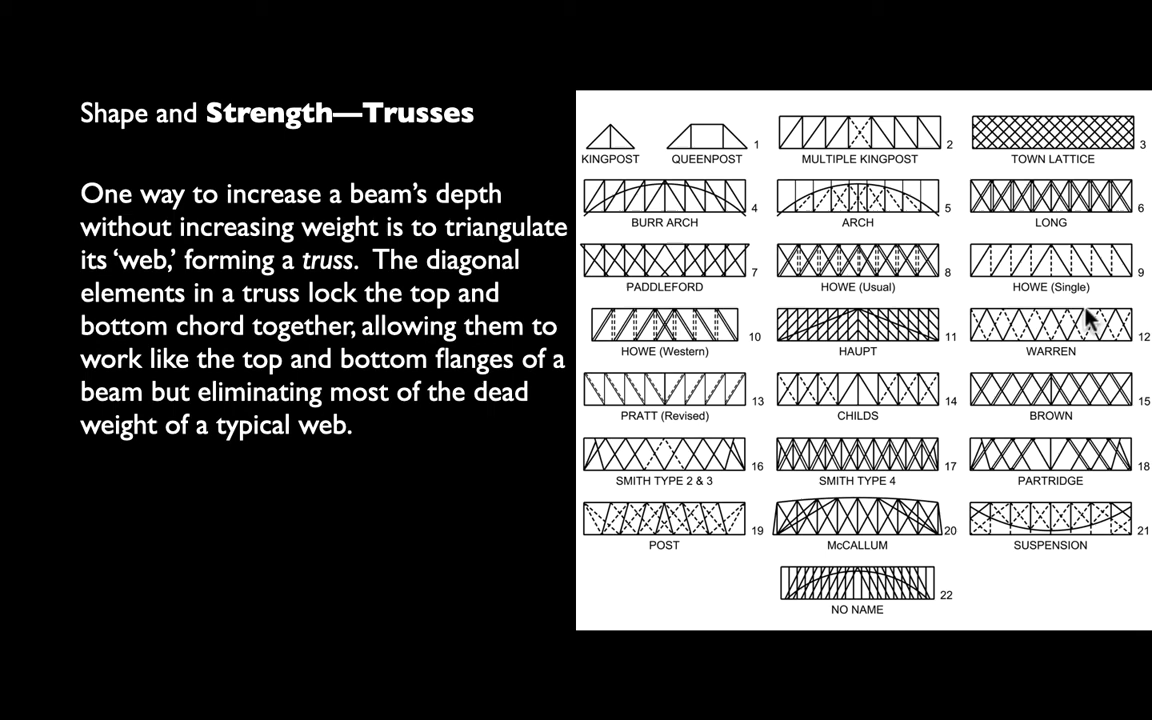 Shape and Strength—Trusses
One way to increase a beam's depth
without increasing weight is to triangulate
its ‘web,’ forming a truss. The diagonal
elements in a truss lock the top and
bottom chord together, allowing them to
work like the top and bottom flanges of a
beam but eliminating most of the dead
weight of a typical web.
KINGPOST QUEENPOST 1
MULTIPLE KINGPOST 2
TOWN LATTICE 3
BURR ARCH 4
ARCH 5
LONG 6
PADDLEFORD 7
HOWE (Usual) 8
HOWE (Single) 9
HOWE (Western) 10
HAUPT 11
WARREN 12
PRATT (Revised) 13
CHILDS 14
BROWN 15
SMITH TYPE 2 & 3 16
SMITH TYPE 4 17
PARTRIDGE 18
POST 19
McCALLUM 20
SUSPENSION 21
NO NAME 22